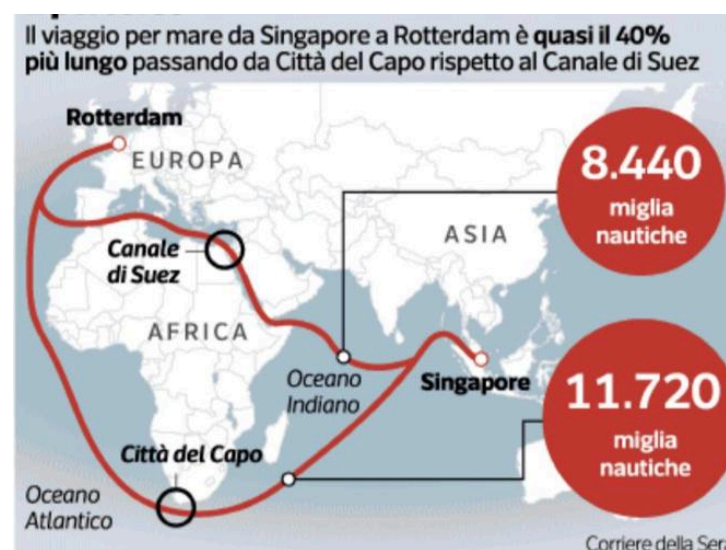 Il viaggio per mare da Singapore a Rotterdam è quasi il 40%
più lungo passando da Città del Capo rispetto al Canale di Suez
Rotterdam
EUROPA
8.440
miglia
nautiche
ASIA
Canale
di Suez
AFRICA
Oceano
Indiano
Singapore
11.720
miglia
nautiche
Città del Capo
Oceano
Atlantico
Corriere della